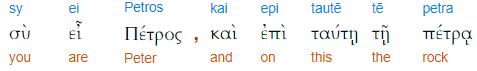 sy ei Petros kai epi tautē tē petra
σὺ εἶ Πέτρος , καὶ ἐπὶ ταύτῃ τῇ πέτρᾳ
you are Peter and on this the rock